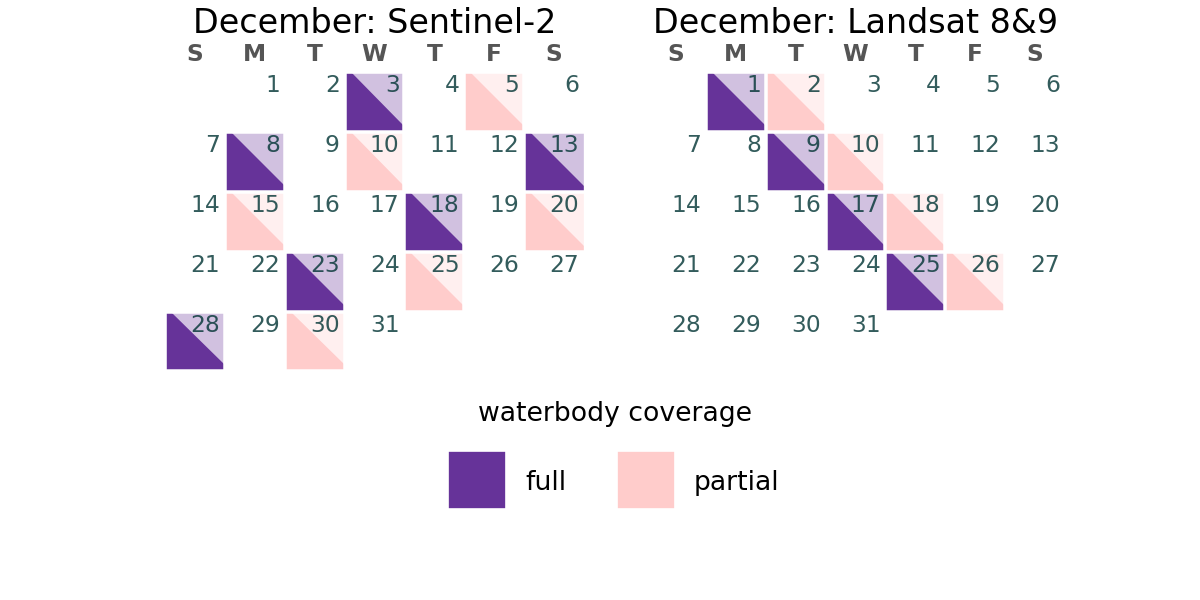 December: Sentinel-2
S M T W T F S
1 2 3 4 5 6
7 8 9 10 11 12 13
14 15 16 17 18 19 20
21 22 23 24 25 26 27
28 29 30 31
December: Landsat 8&9
S M T W T F S
1 2 3 4 5 6
7 8 9 10 11 12 13
14 15 16 17 18 19 20
21 22 23 24 25 26 27
28 29 30 31
waterbody coverage
full partial